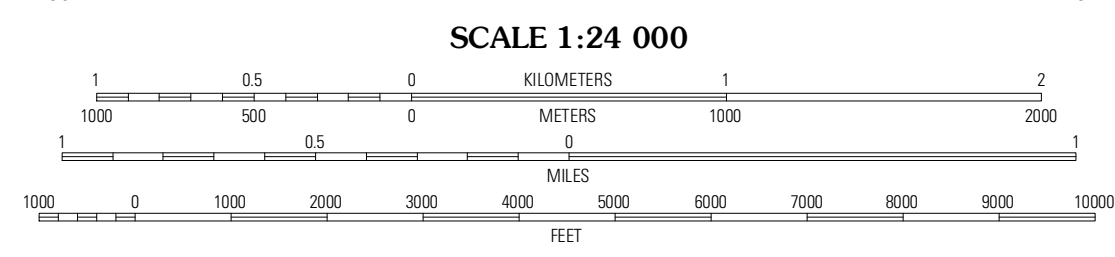 SCALE 1:24 000
1 0.5 0 KILOMETERS 1 2
1000 500 0 METERS 1000 2000
1 0.5 0 1
MILES
1000 0 1000 2000 3000 4000 5000 6000 7000 8000 9000 10000
FEET